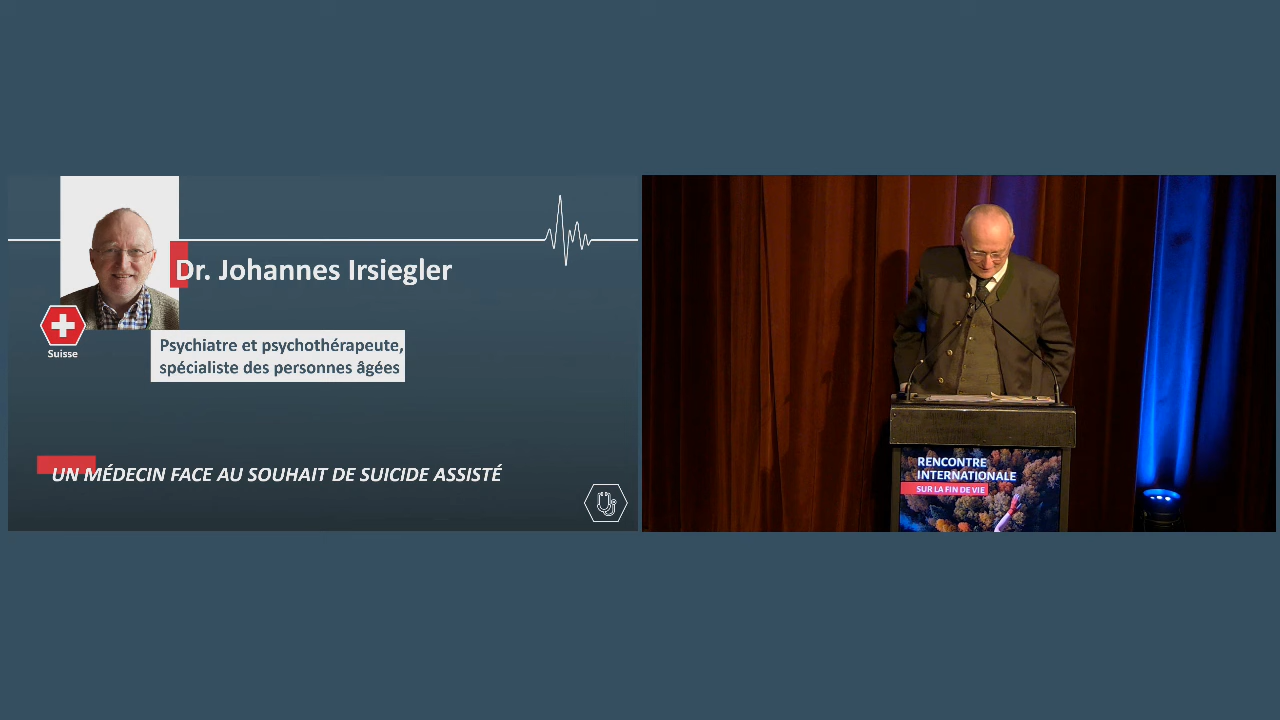 Dr. Johannes Irsiegler
Suisse
Psychiatre et psychothérapeute,
spécialiste des personnes âgées
UN MÉDECIN FACE AU SOUHAIT DE SUICIDE ASSISTÉ
RENCONTRE
INTERNATIONALE
SUR LA FIN DE VIE